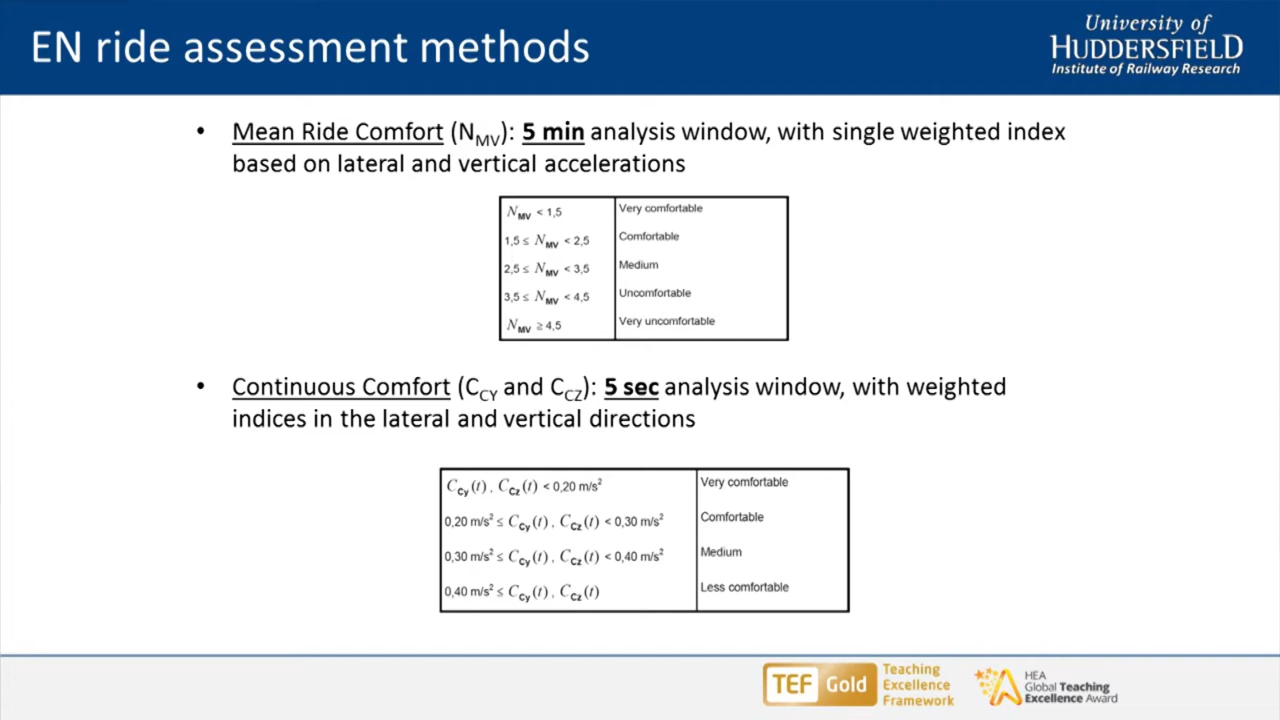 EN ride assessment methods
University of
HUDDERSFIELD
Institute of Railway Research
• Mean Ride Comfort (NMV): 5 min analysis window, with single weighted index
based on lateral and vertical accelerations
NMV < 1,5 Very comfortable
1,5 ≤ NMV < 2,5 Comfortable
2,5 ≤ NMV < 3,5 Medium
3,5 ≤ NMV < 4,5 Uncomfortable
NMV ≥ 4,5 Very uncomfortable
• Continuous Comfort (CCY and CCZ): 5 sec analysis window, with weighted
indices in the lateral and vertical directions
CCy(t), CCz(t) < 0,20 m/s² Very comfortable
0,20 m/s² ≤ CCy(t), CCz(t) < 0,30 m/s² Comfortable
0,30 m/s² ≤ CCy(t), CCz(t) < 0,40 m/s² Medium
0,40 m/s² ≤ CCy(t), CCz(t) Less comfortable
TEF Gold
Teaching
Excellence
Framework
HEA
Global Teaching
Excellence Award